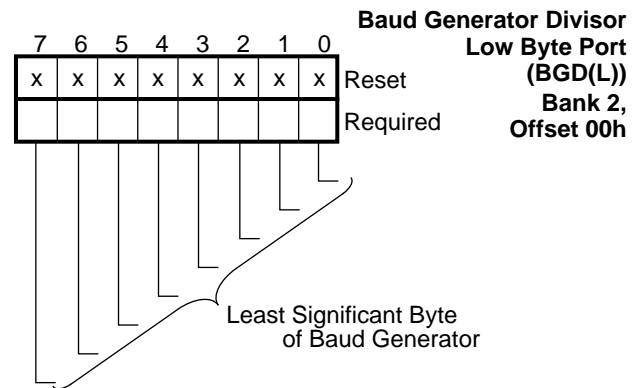 Baud Generator Divisor
Low Byte Port
(BGD(L))
Bank 2,
Offset 00h
7 6 5 4 3 2 1 0
x x x x x x x x Reset
Required
Least Significant Byte
of Baud Generator